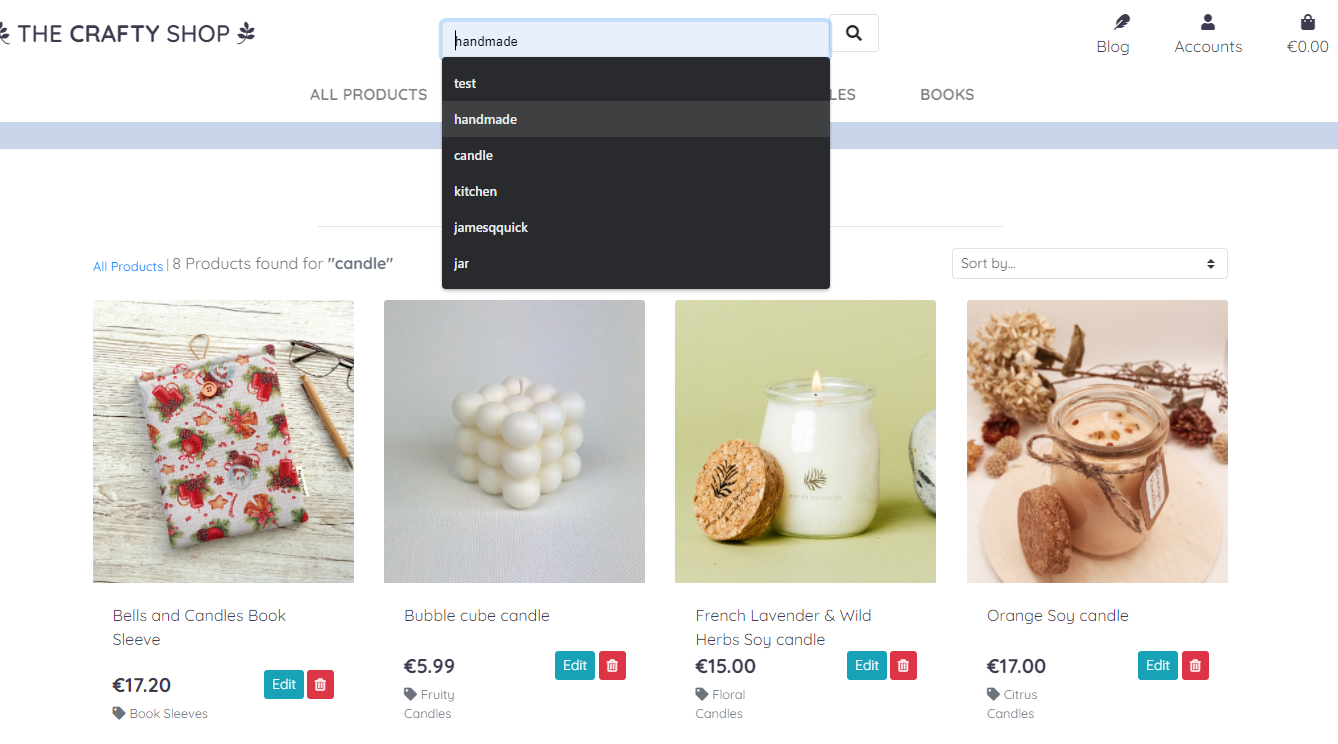 THE CRAFTY SHOP
handmade
Blog
Accounts
€0.00
test
handmade
candle
kitchen
jamesqquick
jar
ALL PRODUCTS
LES
BOOKS
All Products | 8 Products found for "candle"
Sort by...
Bells and Candles Book
Sleeve
€17.20
Edit
Book Sleeves
Bubble cube candle
€5.99
Edit
Fruity
Candles
French Lavender & Wild
Herbs Soy candle
€15.00
Edit
Floral
Candles
Orange Soy candle
€17.00
Edit
Citrus
Candles